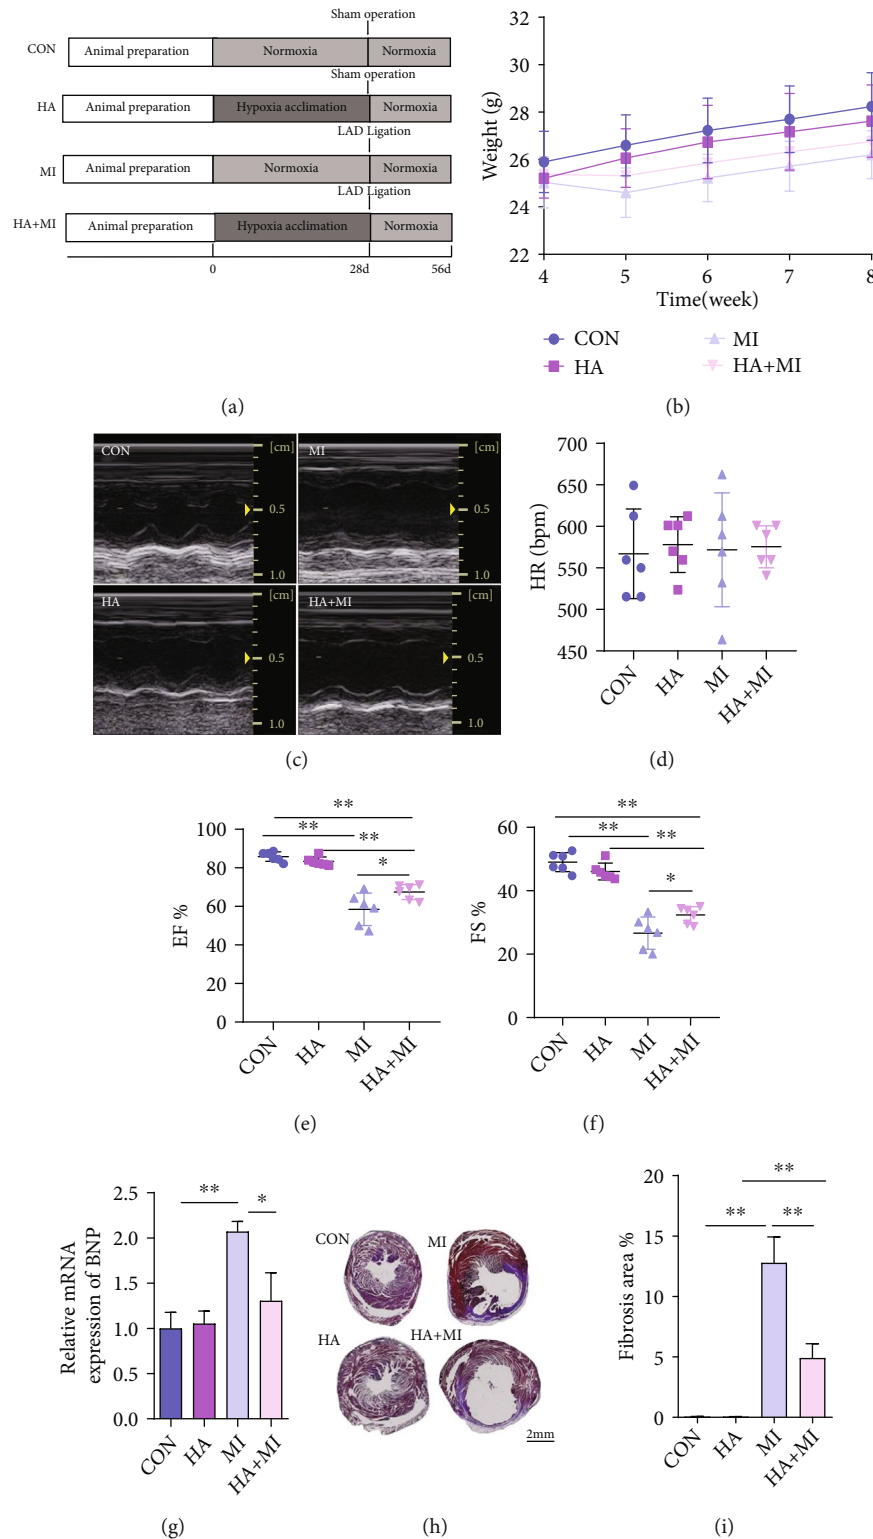 Sham operation
CON Animal preparation Normoxia Normoxia
Sham operation
HA Animal preparation Hypoxia acclimation Normoxia
LAD Ligation
MI Animal preparation Normoxia Normoxia
LAD Ligation
HA+MI Animal preparation Hypoxia acclimation Normoxia
0 28d 56d
(a)
Weight (g)
32
30
28
26
24
22
4 5 6 7 8
Time(week)
CON MI
HA HA+MI
(b)
CON [cm] MI [cm]
0.5 0.5
1.0 1.0
HA [cm] HA+MI [cm]
0.5 0.5
1.0 1.0
(c)
HR (bpm)
700
650
600
550
500
450
CON HA MI HA+MI
(d)
**
** **
*
EF %
100
80
60
40
20
0
CON HA MI HA+MI
(e)
**
** **
*
FS %
60
40
20
0
CON HA MI HA+MI
(f)
** *
Relative mRNA
expression of BNP
2.5
2.0
1.5
1.0
0.5
0.0
CON HA MI HA+MI
(g)
CON MI
HA HA+MI
2mm
(h)
**
** **
Fibrosis area %
20
15
10
5
0
CON HA MI HA+MI
(i)